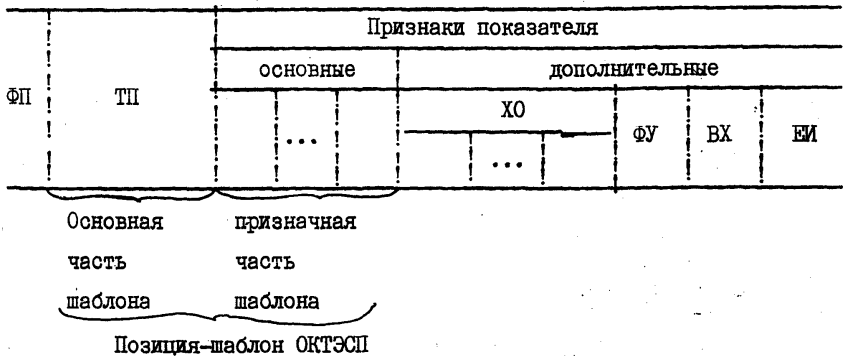 Признаки показателя
основные дополнительные
ФП ТП ... ХО ... ФУ ВХ ЕИ
Основная призначная
часть часть
шаблона шаблона
Позиция-шаблон ОКТЭСП